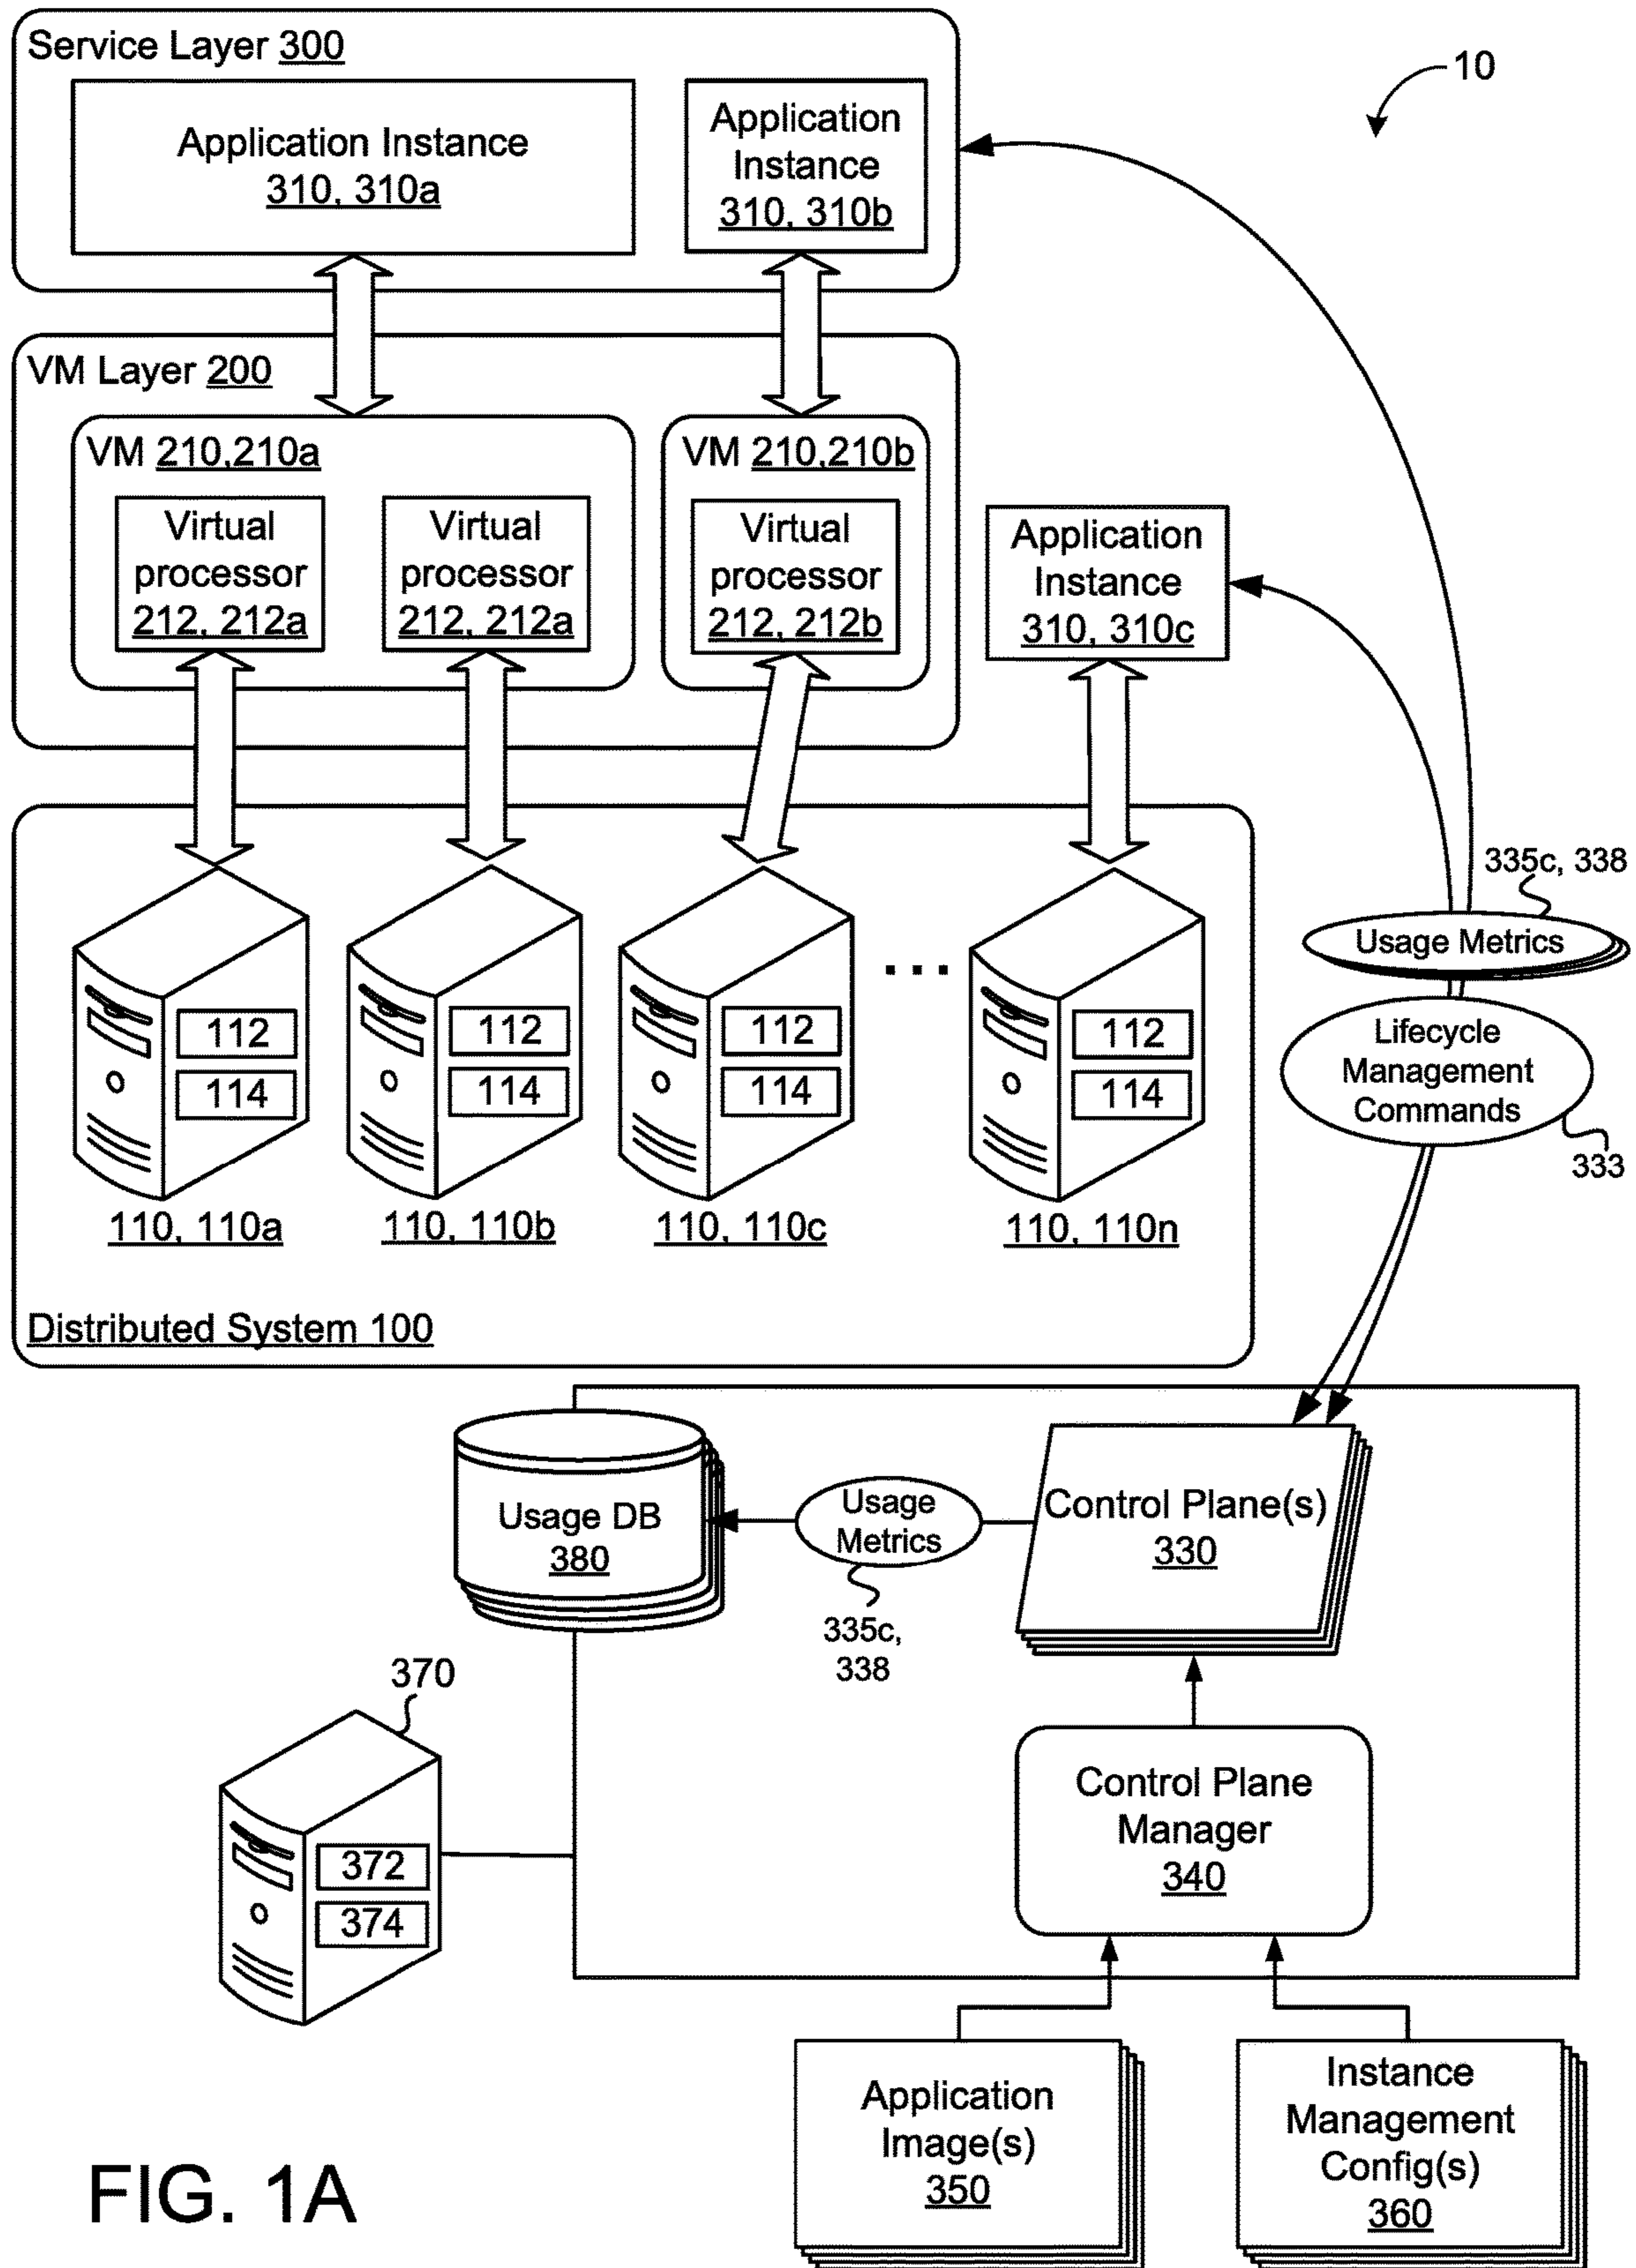 Service Layer 300
10
Application Instance
310, 310a
Application
Instance
310, 310b
VM Layer 200
VM 210,210a
VM 210,210b
Virtual
processor
212, 212a
Virtual
processor
212, 212a
Virtual
processor
212, 212b
Application
Instance
310, 310c
335c, 338
Usage Metrics
Lifecycle
Management
Commands
333
112
114
112
114
112
114
...
112
114
110, 110a
110, 110b
110, 110c
110, 110n
Distributed System 100
Usage DB
380
Usage
Metrics
335c,
338
Control Plane(s)
330
370
372
374
Control Plane
Manager
340
Application
Image(s)
350
Instance
Management
Config(s)
360
FIG. 1A